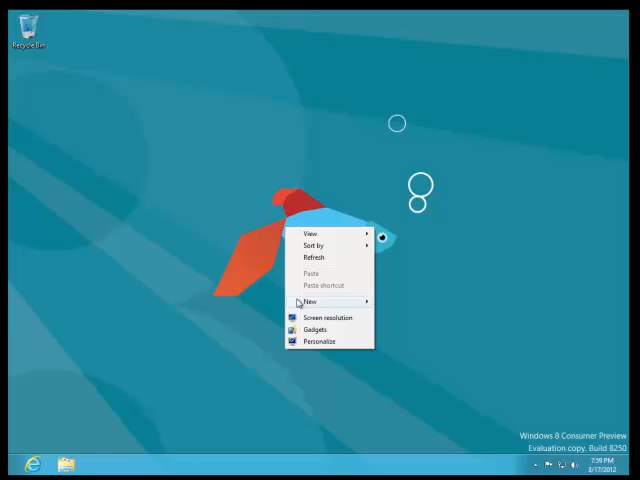 Recycle Bin
View
Sort by
Refresh
Paste
Paste shortcut
New
Screen resolution
Gadgets
Personalize
Windows 8 Consumer Preview
Evaluation copy. Build 8250
7:59 PM
3/17/2012